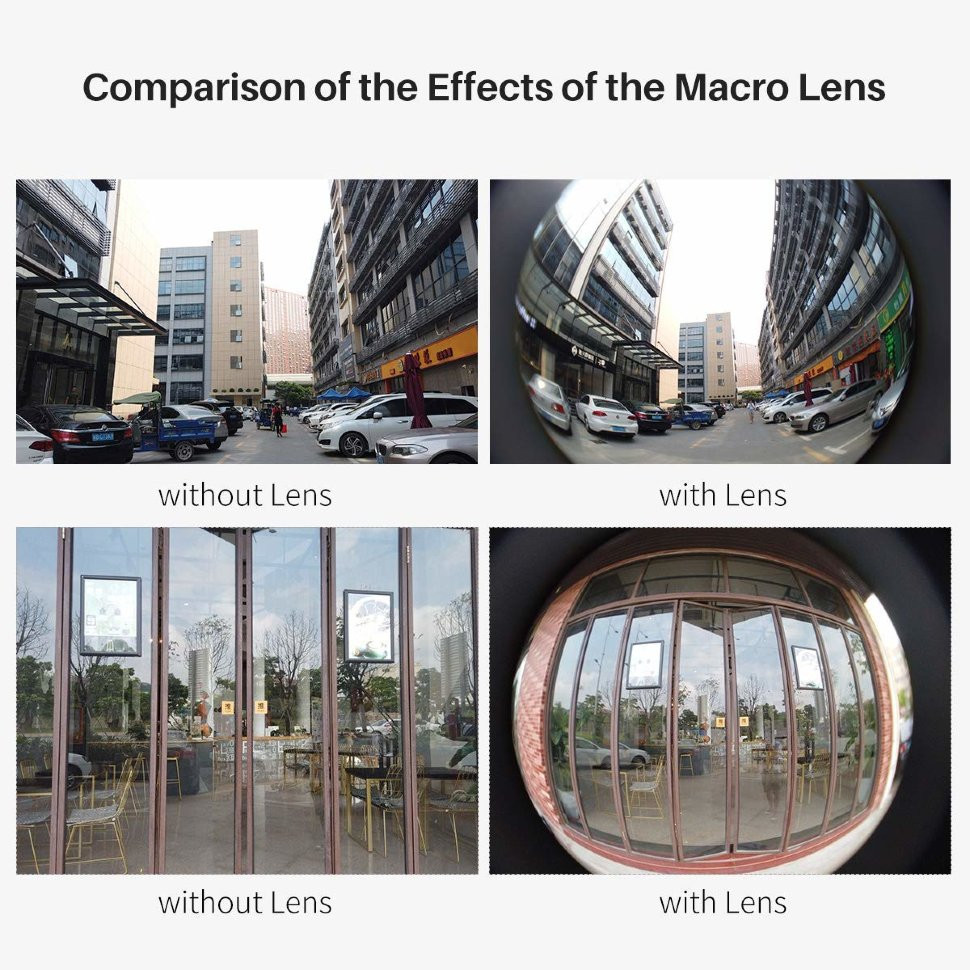 Comparison of the Effects of the Macro Lens
without Lens
with Lens
without Lens
with Lens